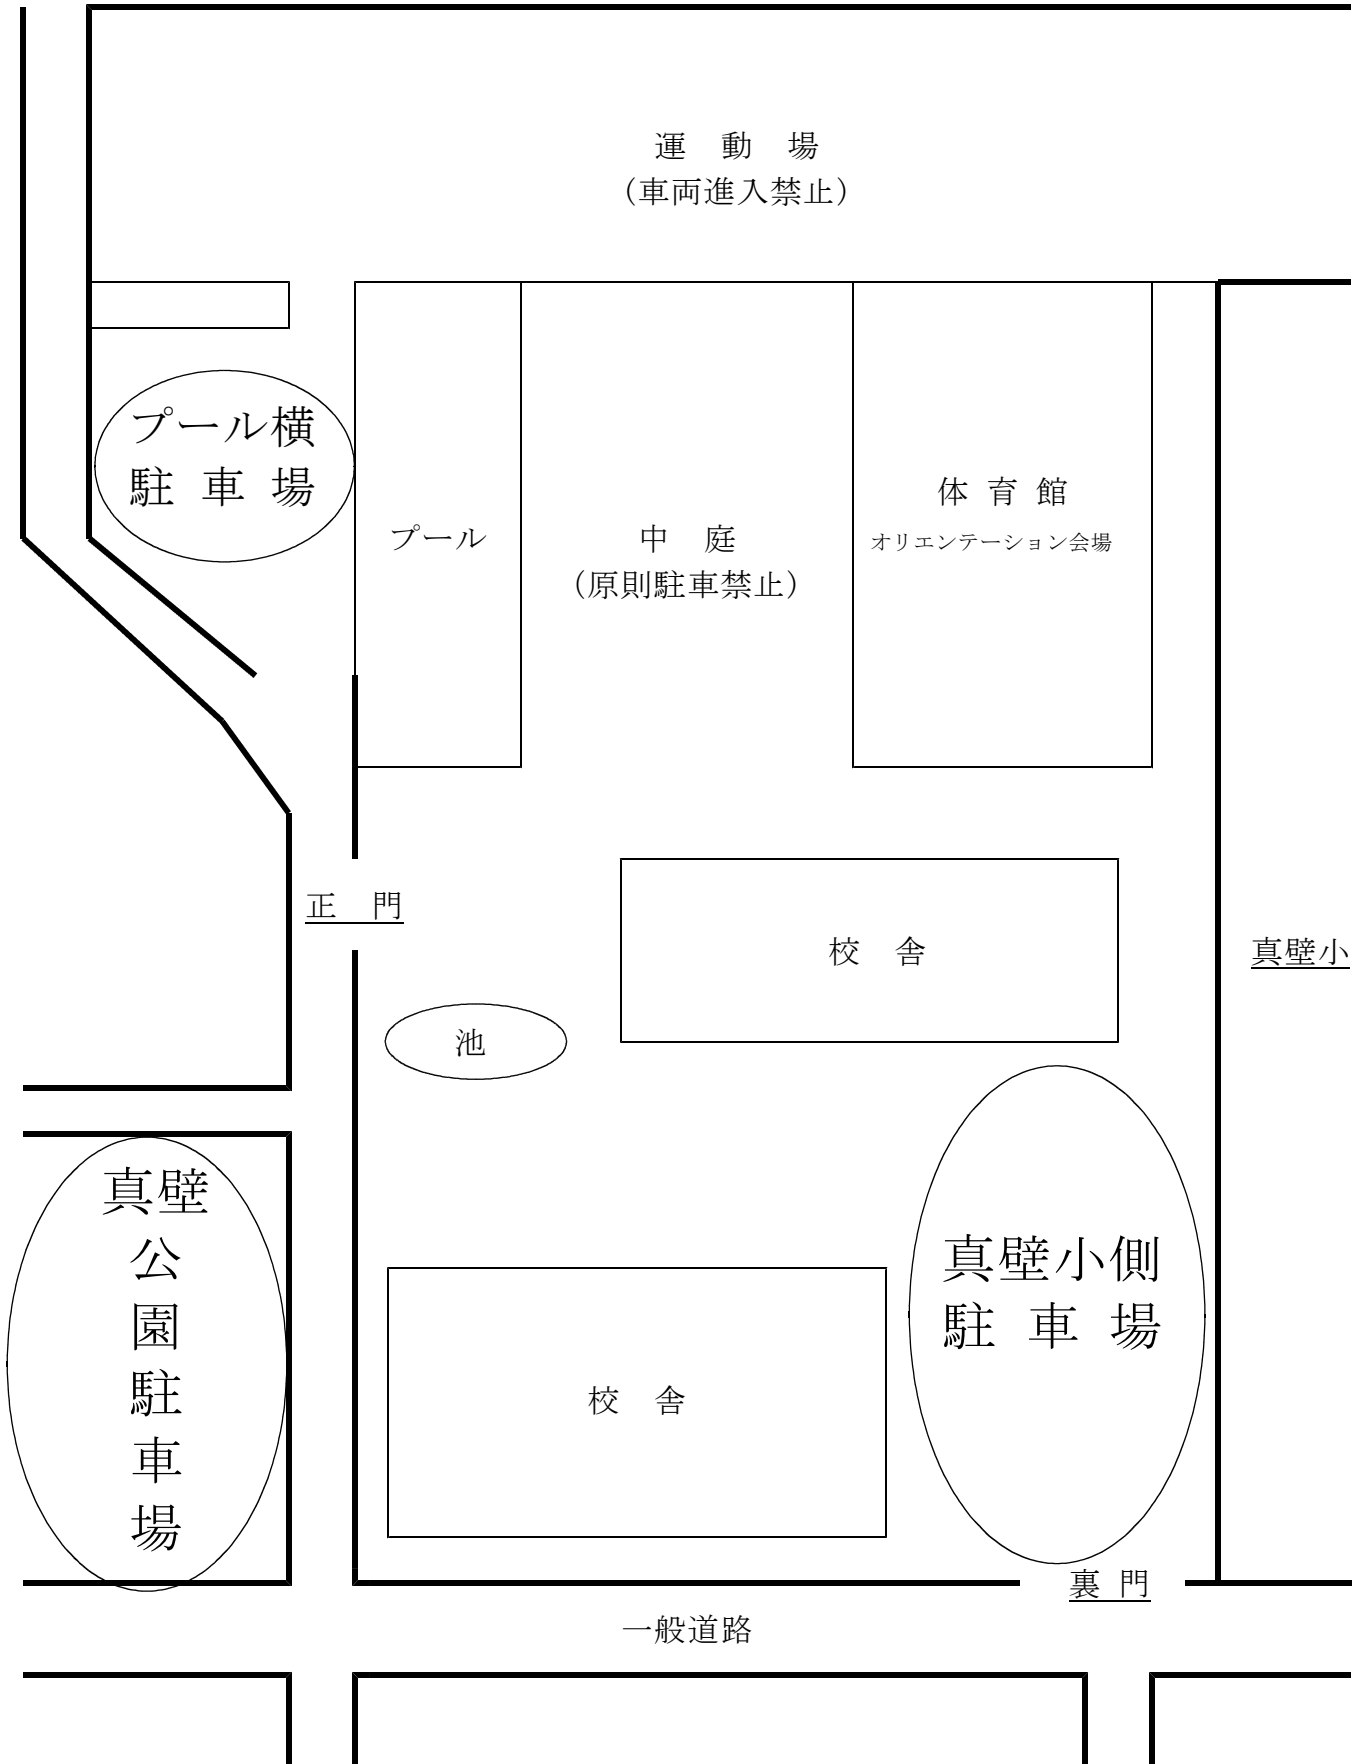 運 動 場
（車両進入禁止）
プール横
駐 車 場
プール
中 庭
（原則駐車禁止）
体 育 館
オリエンテーション会場
正 門
校 舎
真壁小
池
真壁
公
園
駐
車
場
真壁小側
駐 車 場
校 舎
裏 門
一般道路